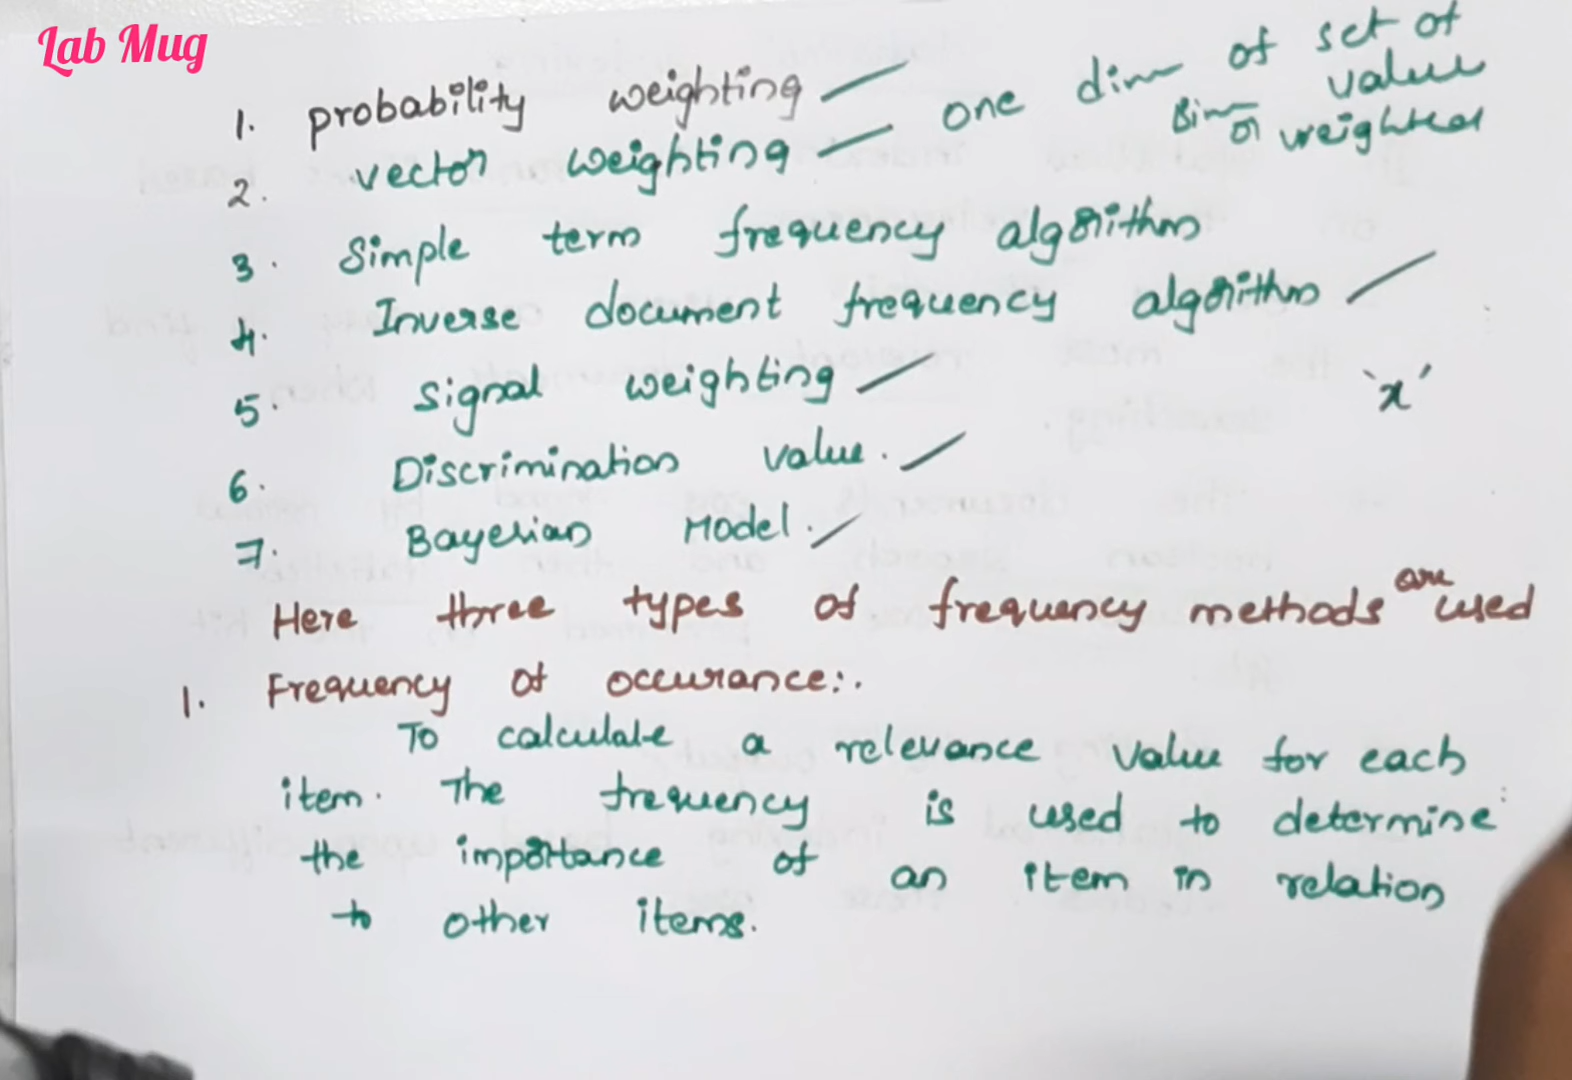 Lab Mug
1. probability weighting
one dim of set of
value
Bin or weighted
2. vector weighting
3. Simple term frequency algorithm
4. Inverse document frequency algorithm
5. signal weighting
'x'
6. Discrimination value.
7. Bayesian Model.
Here three types of frequency methods are used
1. Frequency of occurance:.
To calculate a relevance value for each
item. The frequency is used to determine
the importance of an item in relation
to other items.